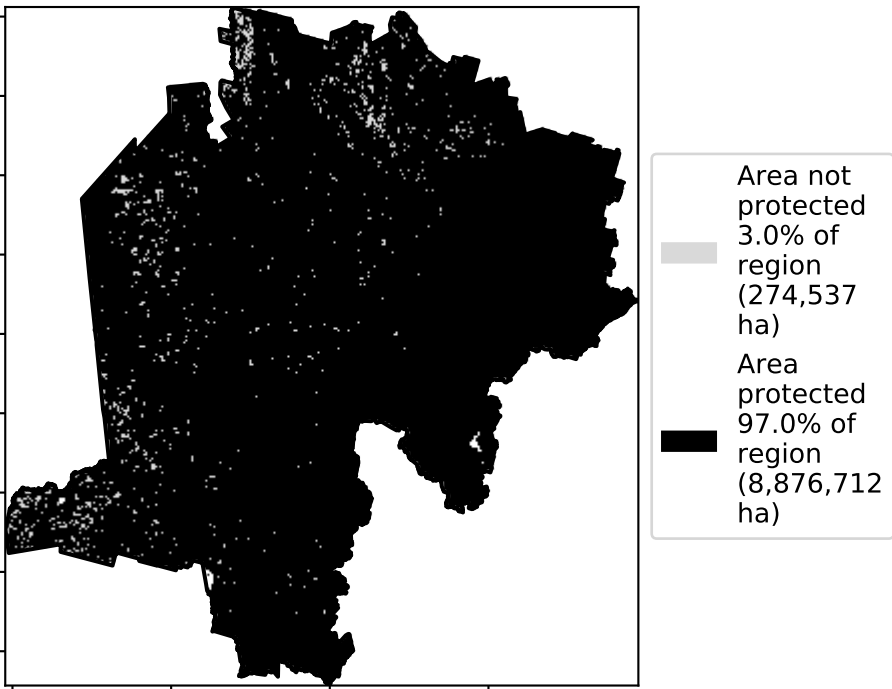 Area not
protected
3.0% of
region
(274,537
ha)
Area
protected
97.0% of
region
(8,876,712
ha)